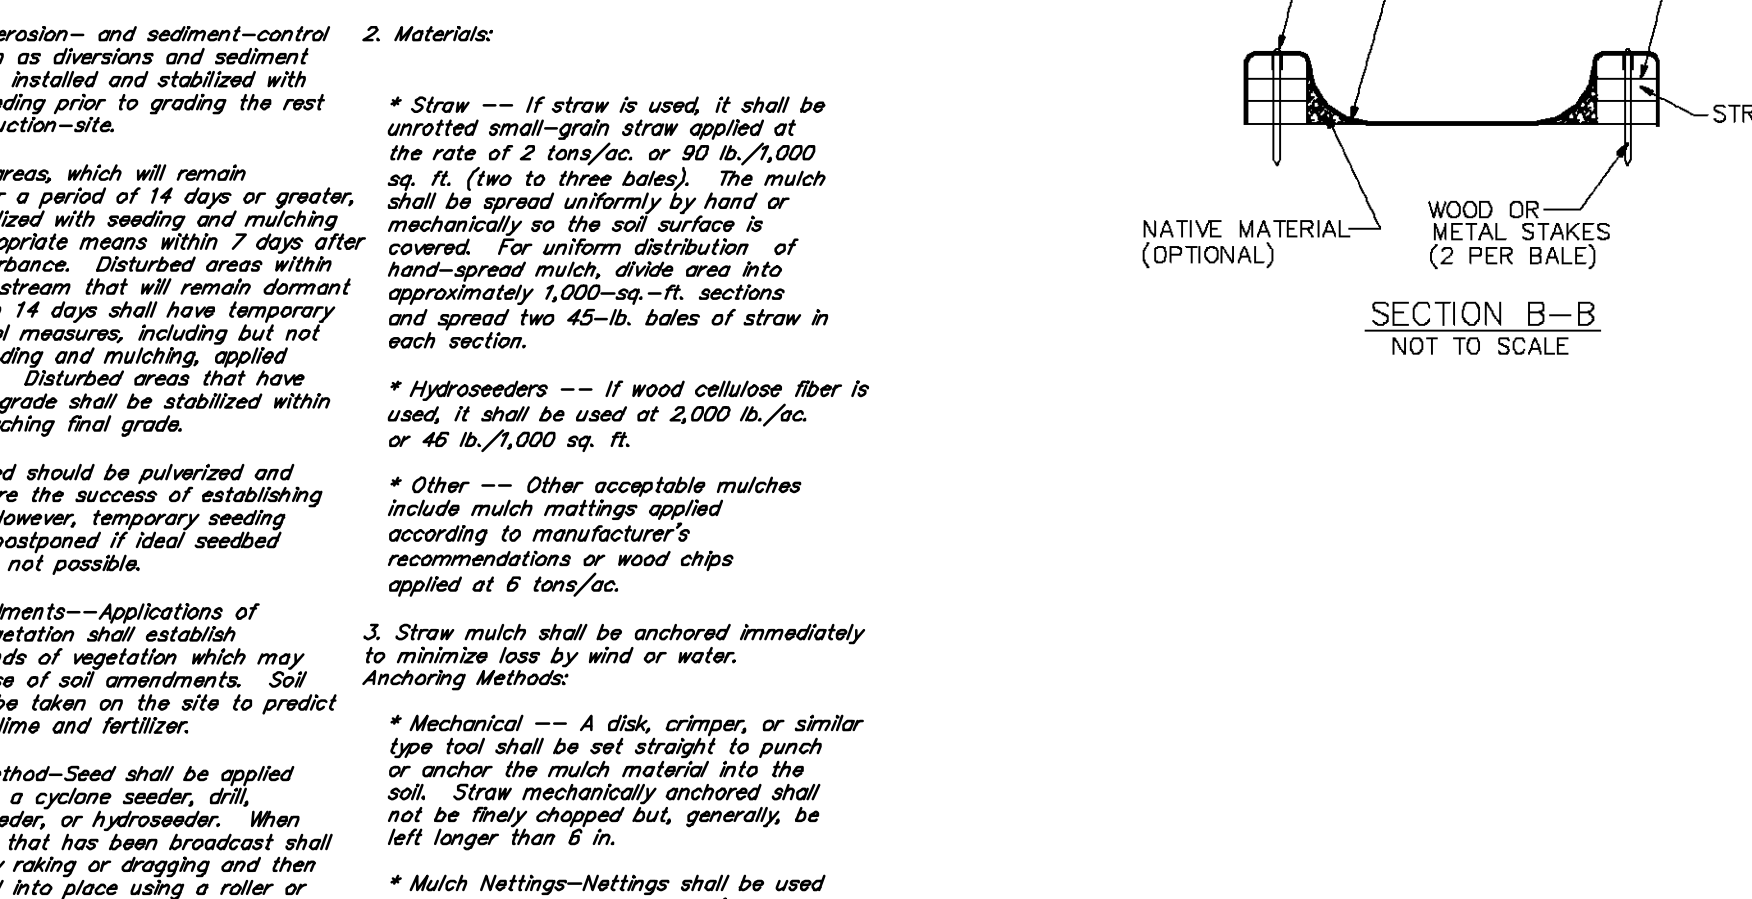 erosion- and sediment-control
as diversions and sediment
installed and stabilized with
prior to grading the rest
areas, which will remain
a period of 14 days or greater,
with seeding and mulching
means within 7 days after
Disturbed areas within
stream that will remain dormant
14 days shall have temporary
measures, including but not
and mulching, applied
Disturbed areas that have
grade shall be stabilized within
final grade.
should be pulverized and
the success of establishing
However, temporary seeding
postponed if ideal seedbed
not possible.
Applications of
shall establish
of vegetation which may
of soil amendments. Soil
be taken on the site to predict
lime and fertilizer.
Seed shall be applied
a cyclone seeder, drill,
or hydroseeder. When
that has been broadcast shall
raking or dragging and then
into place using a roller or
2. Materials:
* Straw -- If straw is used, it shall be
unrotted small-grain straw applied at
the rate of 2 tons/ac. or 90 lb./1,000
sq. ft. (two to three bales). The mulch
shall be spread uniformly by hand or
mechanically so the soil surface is
covered. For uniform distribution of
hand-spread mulch, divide area into
approximately 1,000-sq.-ft. sections
and spread two 45-lb. bales of straw in
each section.
* Hydroseeders -- If wood cellulose fiber is
used, it shall be used at 2,000 lb./ac.
or 46 lb./1,000 sq. ft.
* Other -- Other acceptable mulches
include mulch mattings applied
according to manufacturer's
recommendations or wood chips
applied at 6 tons/ac.
3. Straw mulch shall be anchored immediately
to minimize loss by wind or water.
Anchoring Methods:
* Mechanical -- A disk, crimper, or similar
type tool shall be set straight to punch
or anchor the mulch material into the
soil. Straw mechanically anchored shall
not be finely chopped but, generally, be
left longer than 6 in.
* Mulch Nettings-Nettings shall be used
STR
NATIVE MATERIAL
(OPTIONAL)
WOOD OR
METAL STAKES
(2 PER BALE)
SECTION B-B
NOT TO SCALE